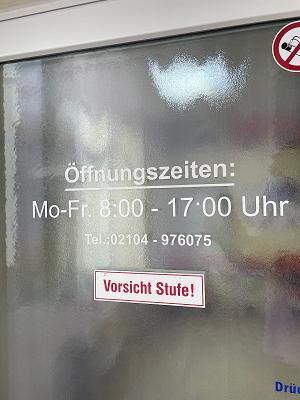 Öffnungszeiten:
Mo-Fr. 8:00 - 17:00 Uhr
Tel.:02104 - 976075
Vorsicht Stufe!